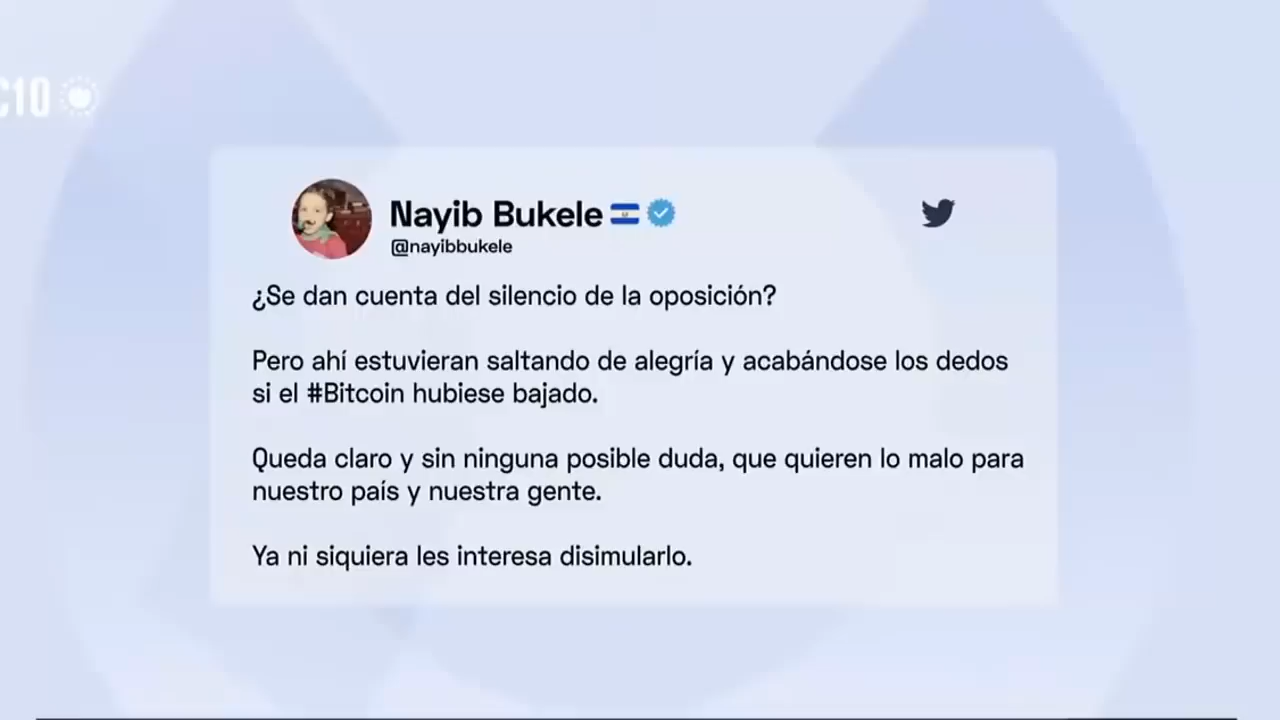 C10
Nayib Bukele
@nayibbukele
¿Se dan cuenta del silencio de la oposición?
Pero ahí estuvieran saltando de alegría y acabándose los dedos
si el #Bitcoin hubiese bajado.
Queda claro y sin ninguna posible duda, que quieren lo malo para
nuestro país y nuestra gente.
Ya ni siquiera les interesa disimularlo.